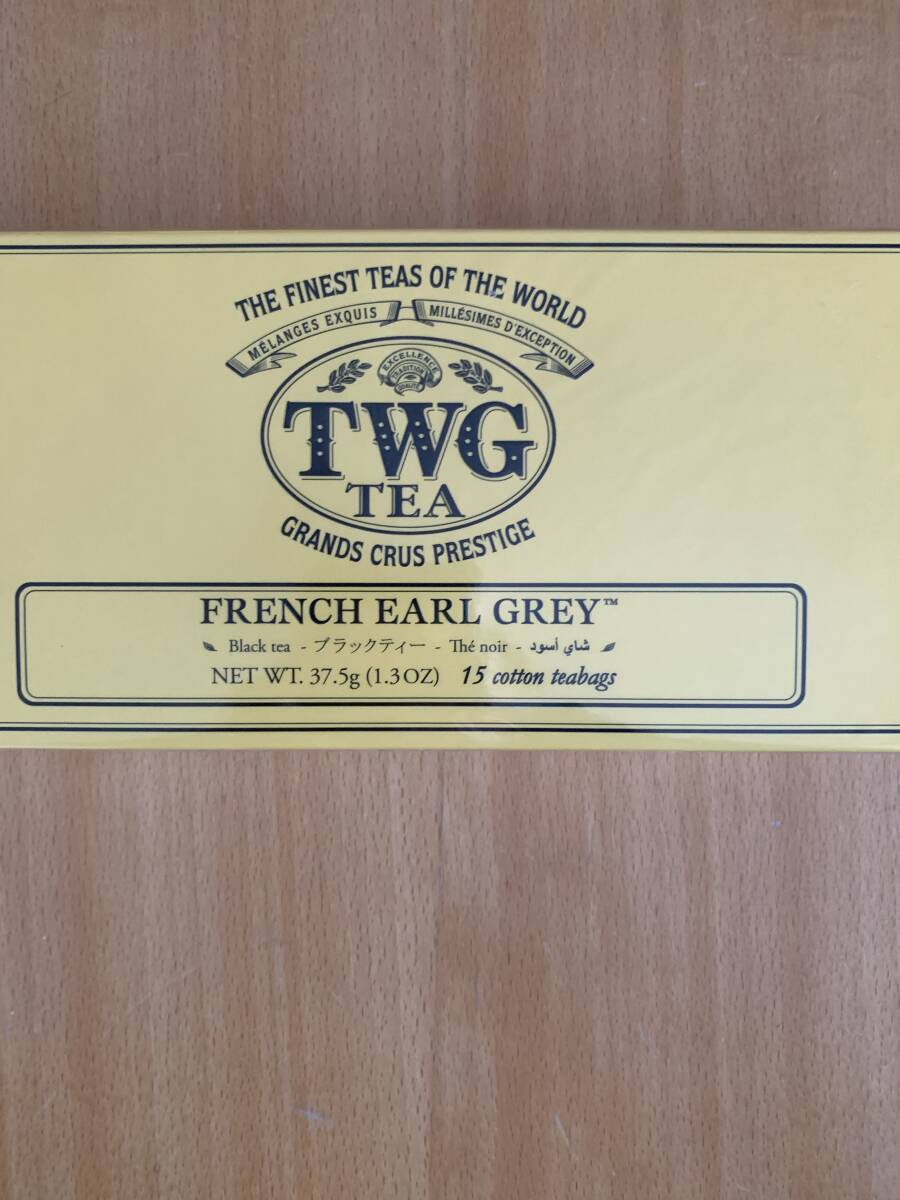 THE FINEST TEAS OF THE WORLD
MÉLANGES EXQUIS MILLÉSIMES D'EXCEPTION
EXCELLENCE
TRADITION
QUALITÉ
TWG
TEA
GRANDS CRUS PRESTIGE
FRENCH EARL GREY™
Black tea - ブラックティー - Thé noir - شاي أسود
NET WT. 37.5g (1.3OZ) 15 cotton teabags